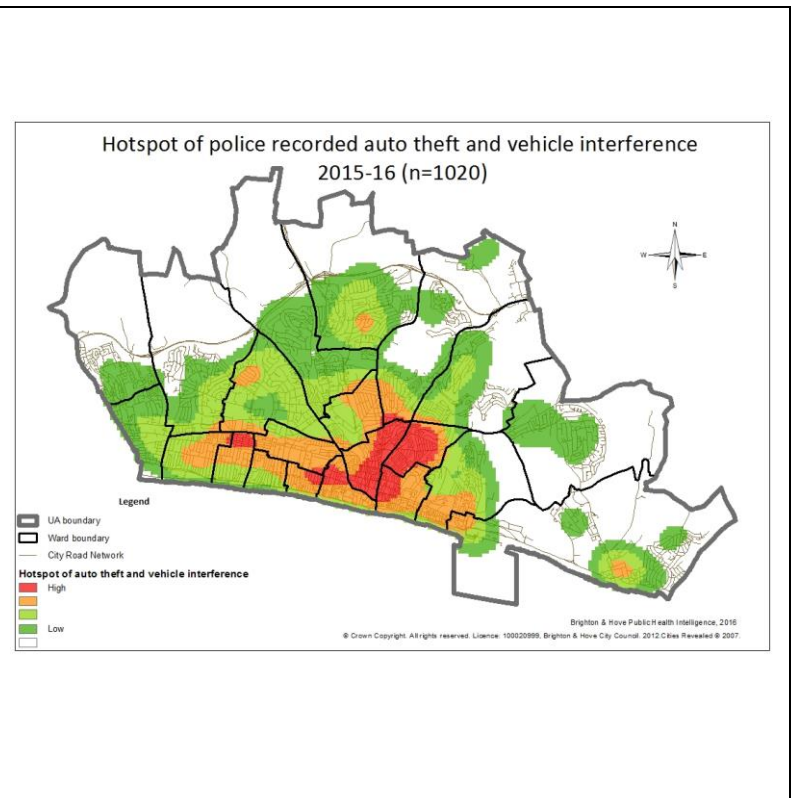 Hotspot of police recorded auto theft and vehicle interference
2015-16 (n=1020)
N
W
E
S
Legend
UA boundary
Ward boundary
City Road Network
Hotspot of auto theft and vehicle interference
High
Low
Brighton & Hove Public Health Intelligence, 2016
© Crown Copyright. All rights reserved. Licence: 100020999, Brighton & Hove City Council. 2012.Cities Revealed © 2007.